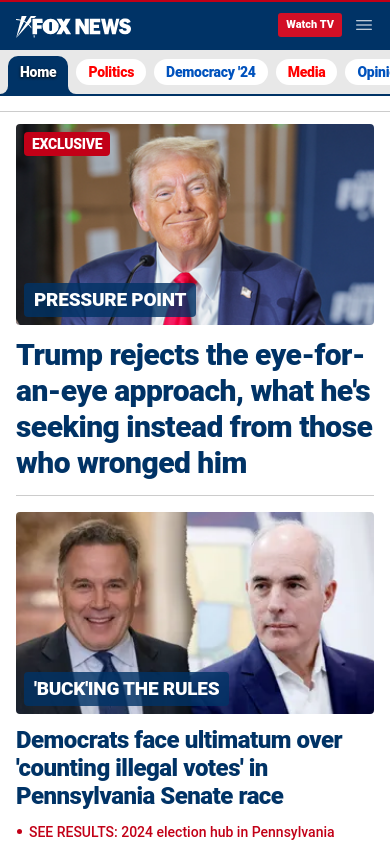 FOX NEWS
Watch TV
Home
Politics
Democracy '24
Media
Opini
EXCLUSIVE
PRESSURE POINT
Trump rejects the eye-for-
an-eye approach, what he's
seeking instead from those
who wronged him
'BUCK'ING THE RULES
Democrats face ultimatum over
'counting illegal votes' in
Pennsylvania Senate race
• SEE RESULTS: 2024 election hub in Pennsylvania